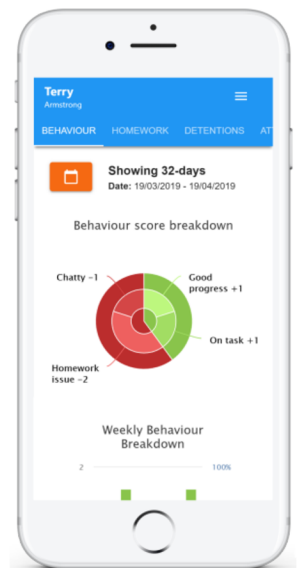 Terry
Armstrong
BEHAVIOUR HOMEWORK DETENTIONS AT
Showing 32-days
Date: 19/03/2019 - 19/04/2019
Behaviour score breakdown
Chatty −1
Good
progress +1
On task +1
Homework
issue −2
Weekly Behaviour
Breakdown
2 100%